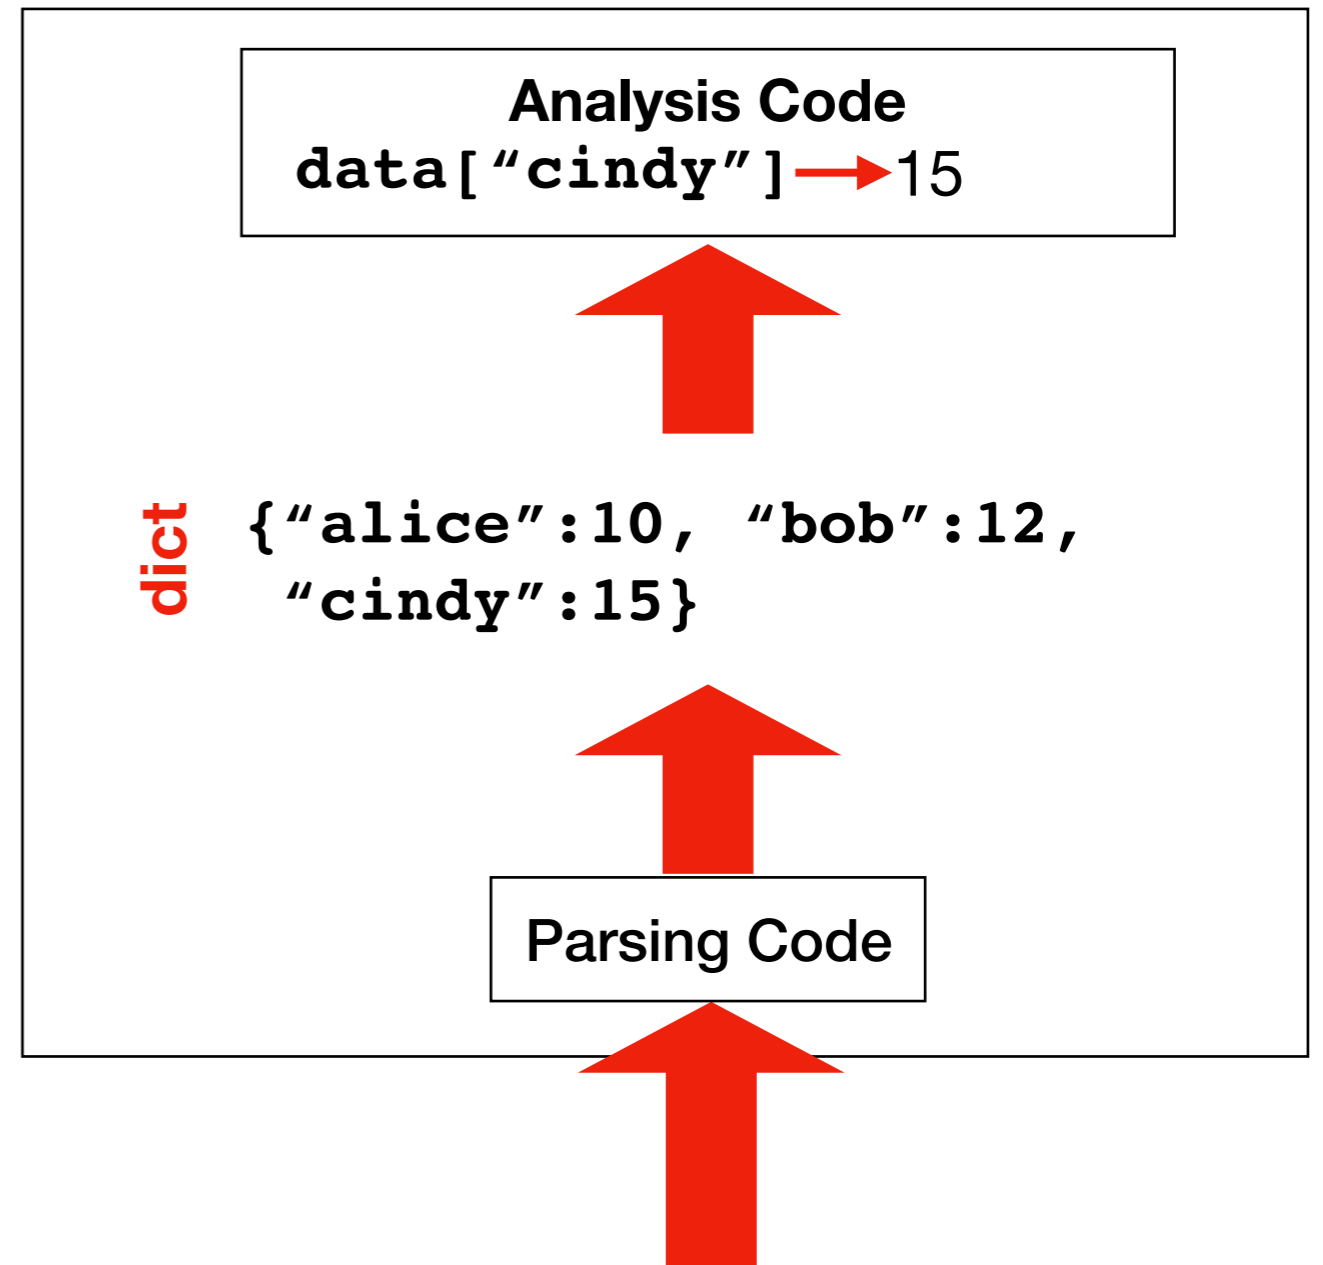 Analysis Code
data[“cindy”] 15
dict
{“alice”:10, “bob”:12,
“cindy”:15}
Parsing Code